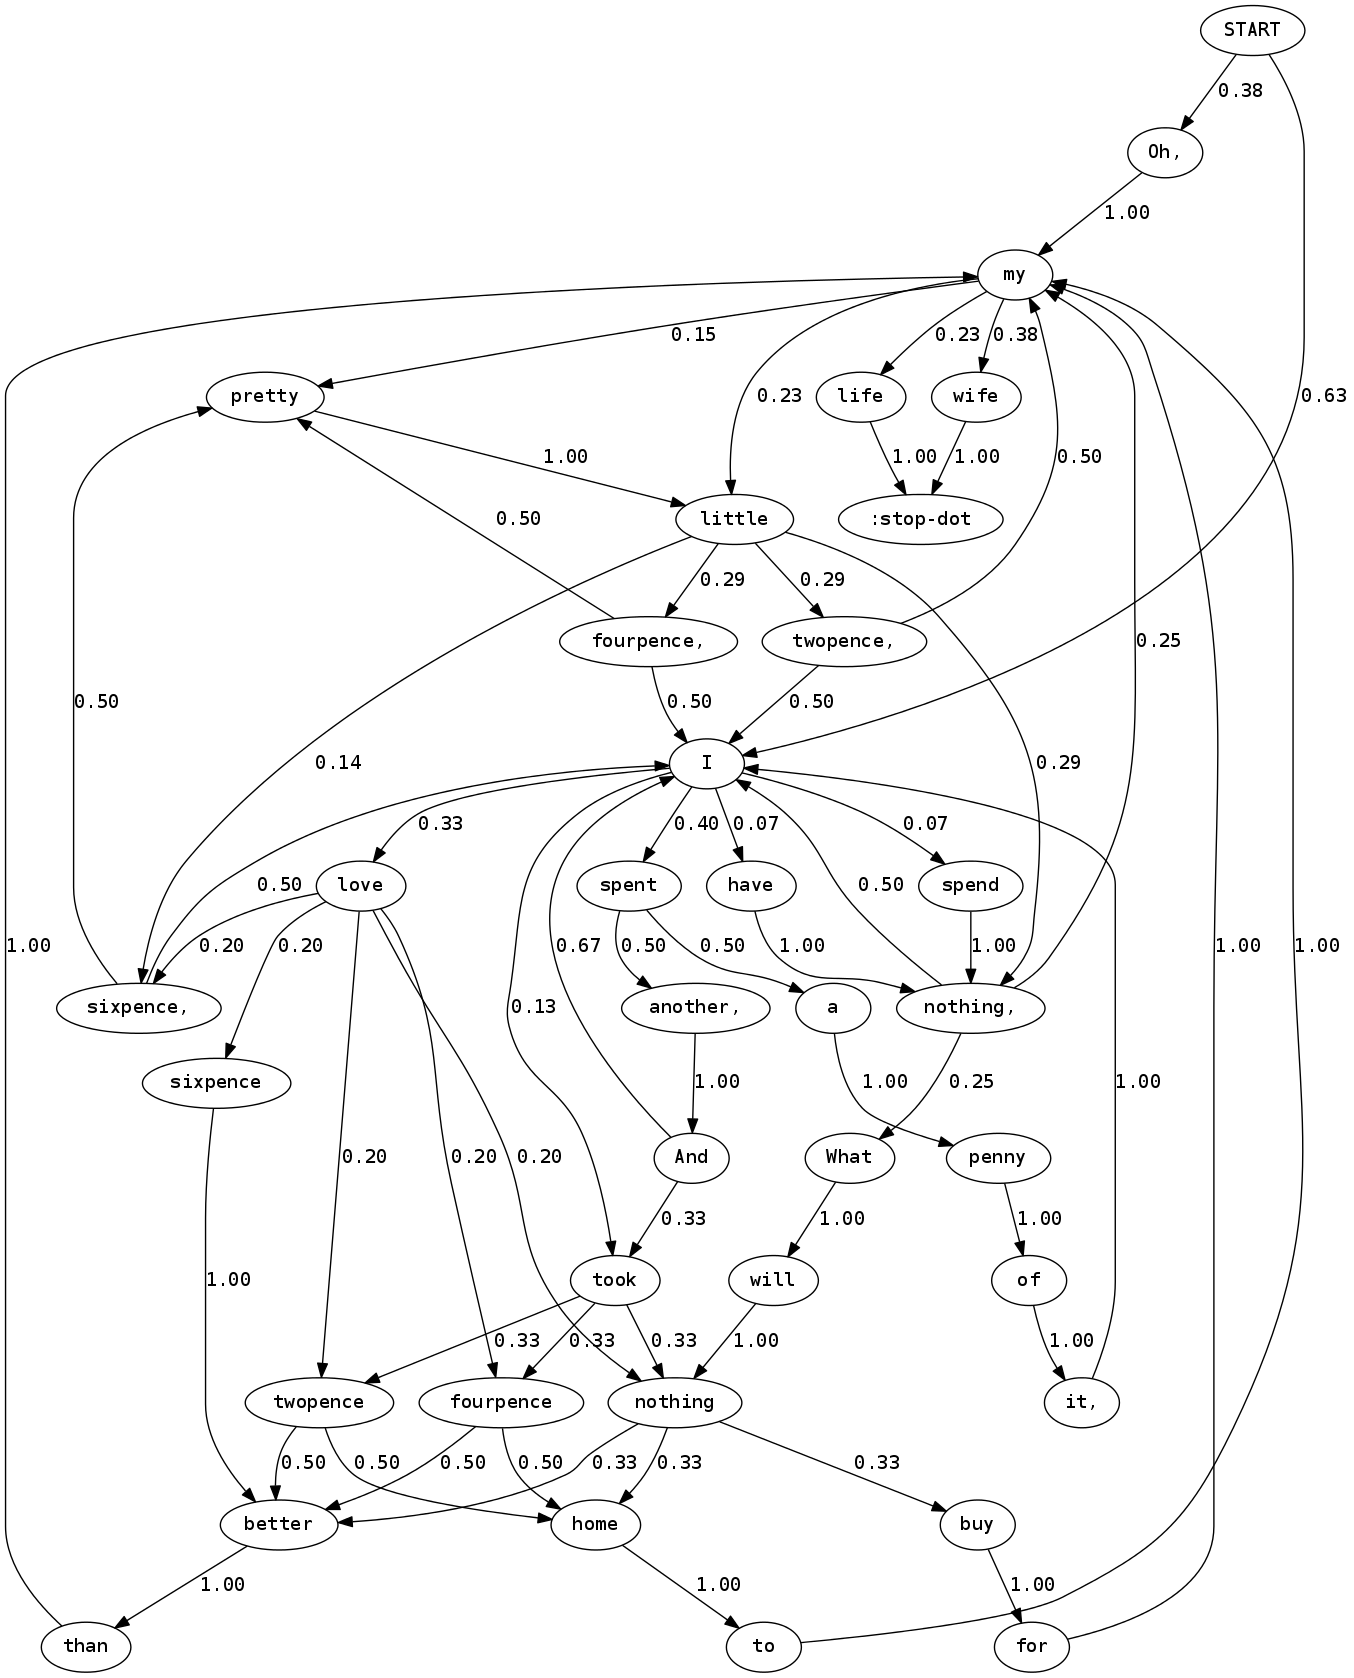 START
0.38
Oh,
1.00
my
0.15
0.23
0.38
0.23
0.63
pretty
life
wife
1.00
1.00
1.00
0.50
0.50
little
:stop-dot
0.29
0.29
fourpence,
twopence,
0.25
0.50
0.50
0.50
0.14
I
0.29
0.33
0.40
0.07
0.07
0.50
love
spent
have
spend
0.50
1.00
0.20
0.20
0.67
0.50
0.50
1.00
1.00
1.00
1.00
sixpence,
0.13
another,
a
nothing,
sixpence
1.00
1.00
0.25
1.00
0.20
0.20
0.20
And
What
penny
0.33
1.00
1.00
1.00
took
will
of
0.33
0.33
0.33
1.00
1.00
twopence
fourpence
nothing
it,
0.50
0.50
0.50
0.50
0.33
0.33
0.33
better
home
buy
1.00
1.00
1.00
than
to
for